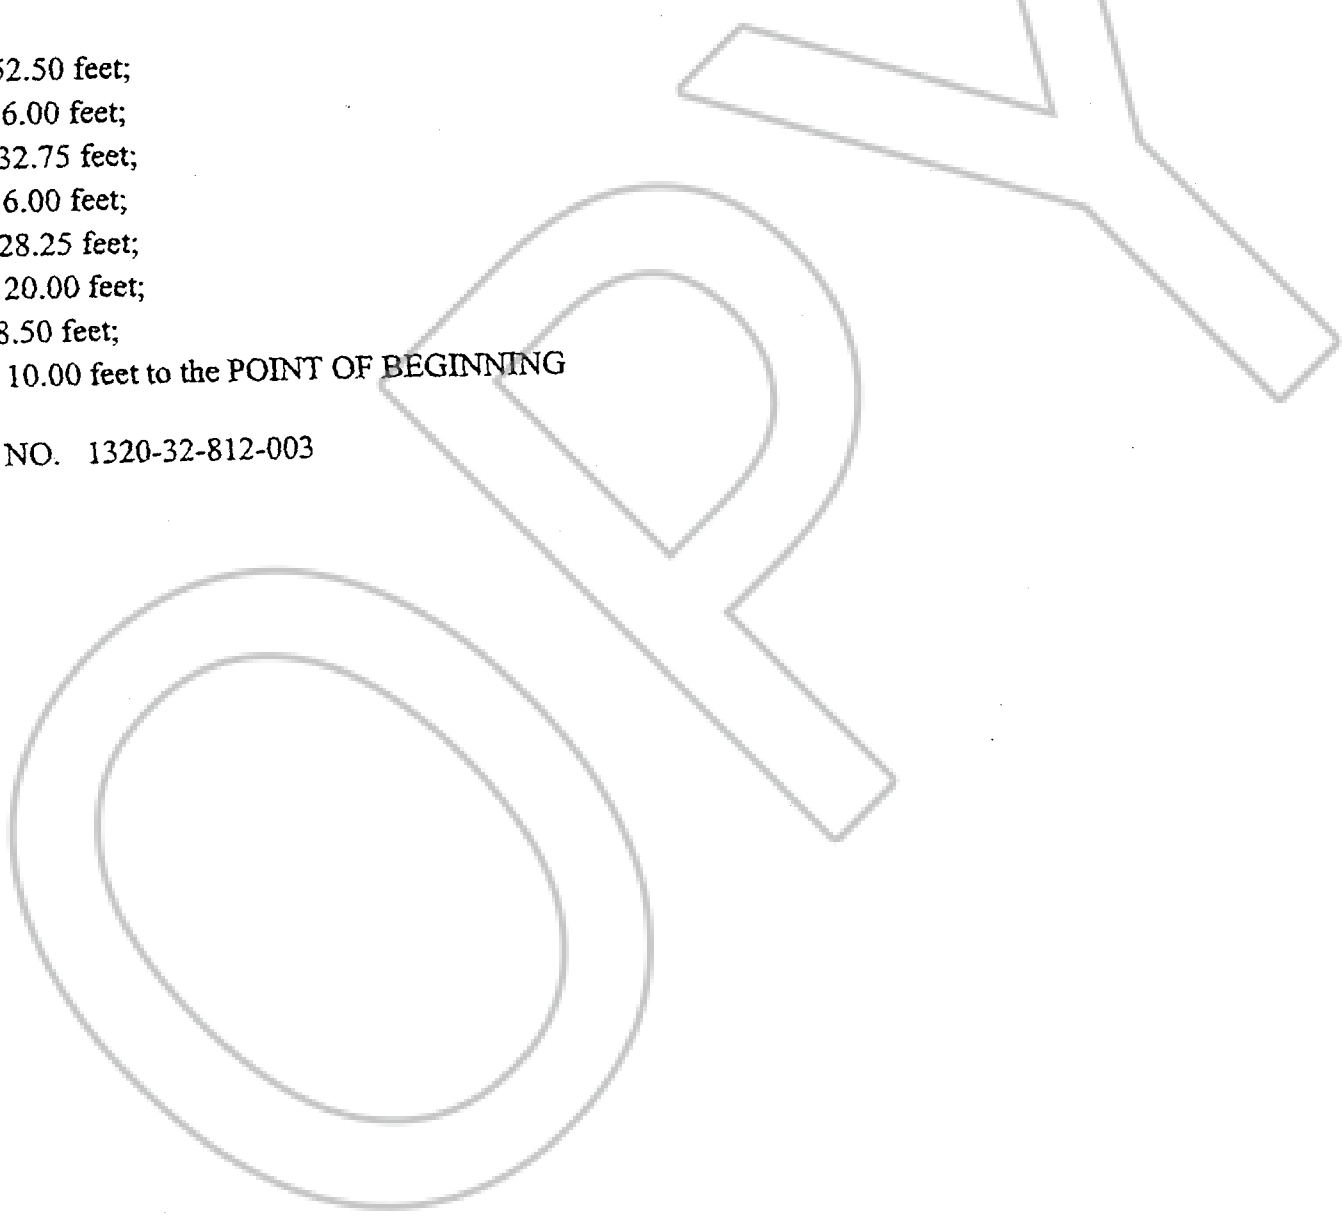 52.50 feet;
6.00 feet;
32.75 feet;
6.00 feet;
28.25 feet;
20.00 feet;
8.50 feet;
10.00 feet to the POINT OF BEGINNING
NO. 1320-32-812-003
OPY